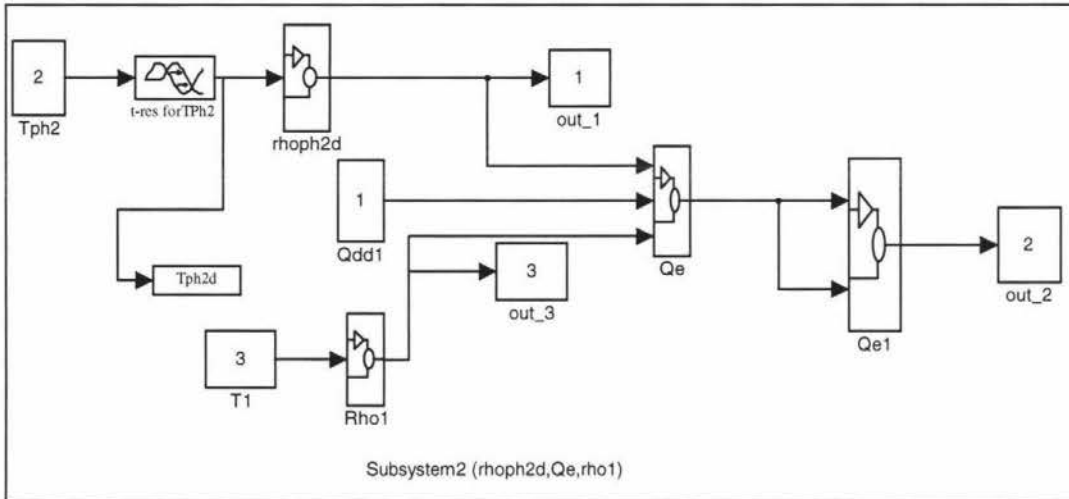 2
Tph2
t-res forTPh2
rhoph2d
1
out_1
1
Qdd1
Tph2d
3
out_3
Qe
Qe1
2
out_2
3
T1
Rho1
Subsystem2 (rhoph2d,Qe,rho1)